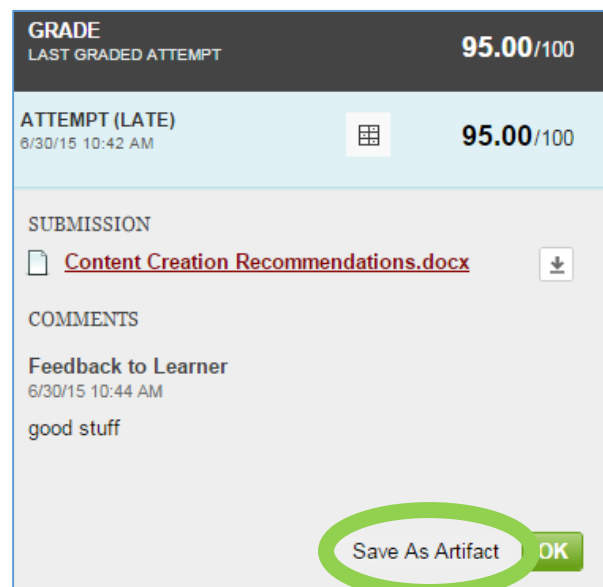 GRADE
LAST GRADED ATTEMPT
95.00/100
ATTEMPT (LATE)
6/30/15 10:42 AM
95.00/100
SUBMISSION
Content Creation Recommendations.docx
COMMENTS
Feedback to Learner
6/30/15 10:44 AM
good stuff
Save As Artifact OK